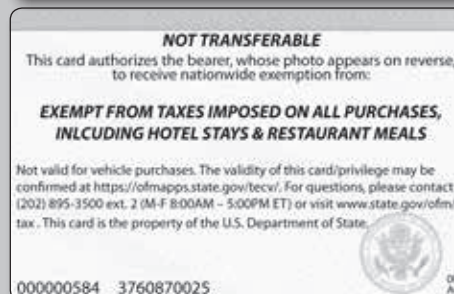 NOT TRANSFERABLE
This card authorizes the bearer, whose photo appears on reverse,
to receive nationwide exemption from:
EXEMPT FROM TAXES IMPOSED ON ALL PURCHASES,
INLCUDING HOTEL STAYS & RESTAURANT MEALS
Not valid for vehicle purchases. The validity of this card/privilege may be
confirmed at https://ofmapps.state.gov/tecv/. For questions, please contact
(202) 895-3500 ext. 2 (M-F 8:00AM – 5:00PM ET) or visit www.state.gov/ofm/
tax . This card is the property of the U.S. Department of State.
000000584 3760870025